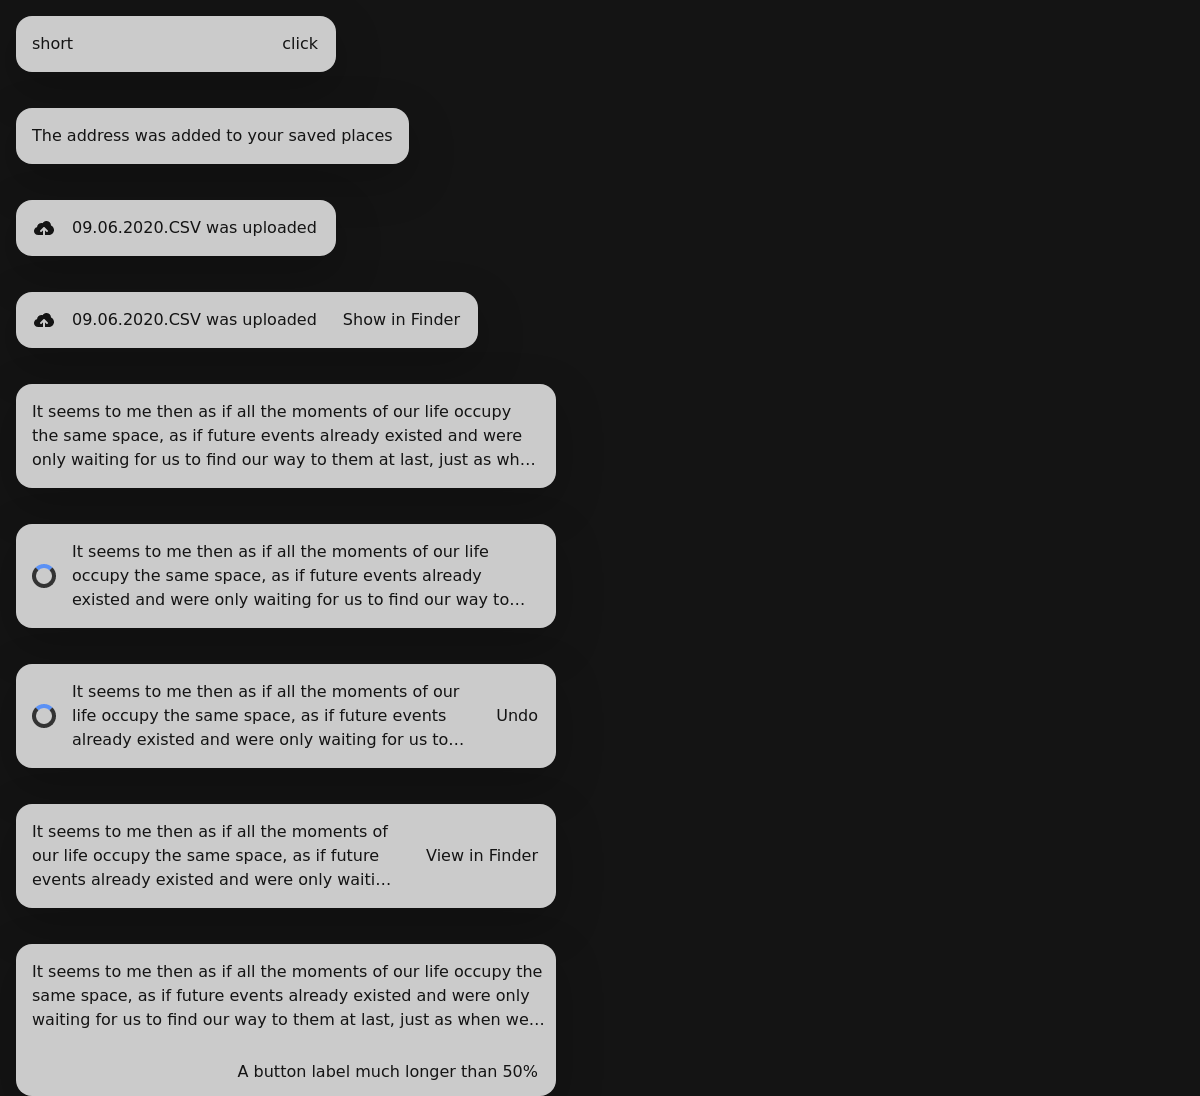 short click
The address was added to your saved places
09.06.2020.CSV was uploaded
09.06.2020.CSV was uploaded Show in Finder
It seems to me then as if all the moments of our life occupy
the same space, as if future events already existed and were
only waiting for us to find our way to them at last, just as wh…
It seems to me then as if all the moments of our life
occupy the same space, as if future events already
existed and were only waiting for us to find our way to…
It seems to me then as if all the moments of our
life occupy the same space, as if future events
already existed and were only waiting for us to…
Undo
It seems to me then as if all the moments of
our life occupy the same space, as if future
events already existed and were only waiti…
View in Finder
It seems to me then as if all the moments of our life occupy the
same space, as if future events already existed and were only
waiting for us to find our way to them at last, just as when we…
A button label much longer than 50%